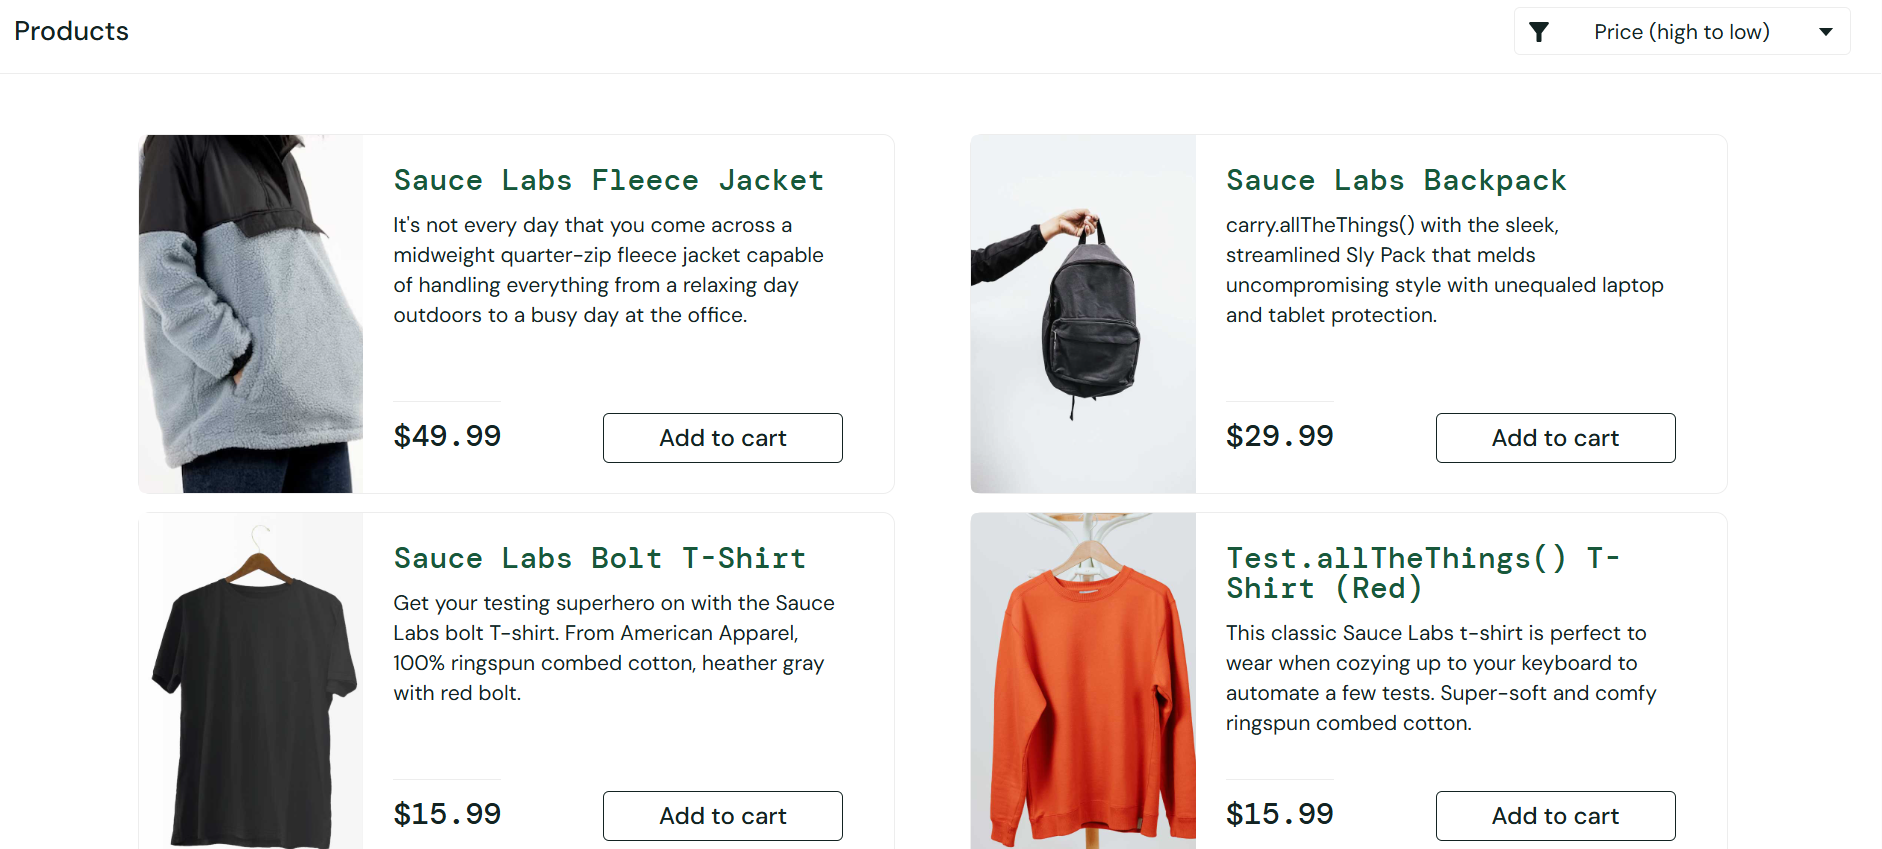 Products
Price (high to low)
Sauce Labs Fleece Jacket
It's not every day that you come across a
midweight quarter-zip fleece jacket capable
of handling everything from a relaxing day
outdoors to a busy day at the office.
$49.99
Add to cart
Sauce Labs Backpack
carry.allTheThings() with the sleek,
streamlined Sly Pack that melds
uncompromising style with unequaled laptop
and tablet protection.
$29.99
Add to cart
Sauce Labs Bolt T-Shirt
Get your testing superhero on with the Sauce
Labs bolt T-shirt. From American Apparel,
100% ringspun combed cotton, heather gray
with red bolt.
$15.99
Add to cart
Test.allTheThings() T-
Shirt (Red)
This classic Sauce Labs t-shirt is perfect to
wear when cozying up to your keyboard to
automate a few tests. Super-soft and comfy
ringspun combed cotton.
$15.99
Add to cart